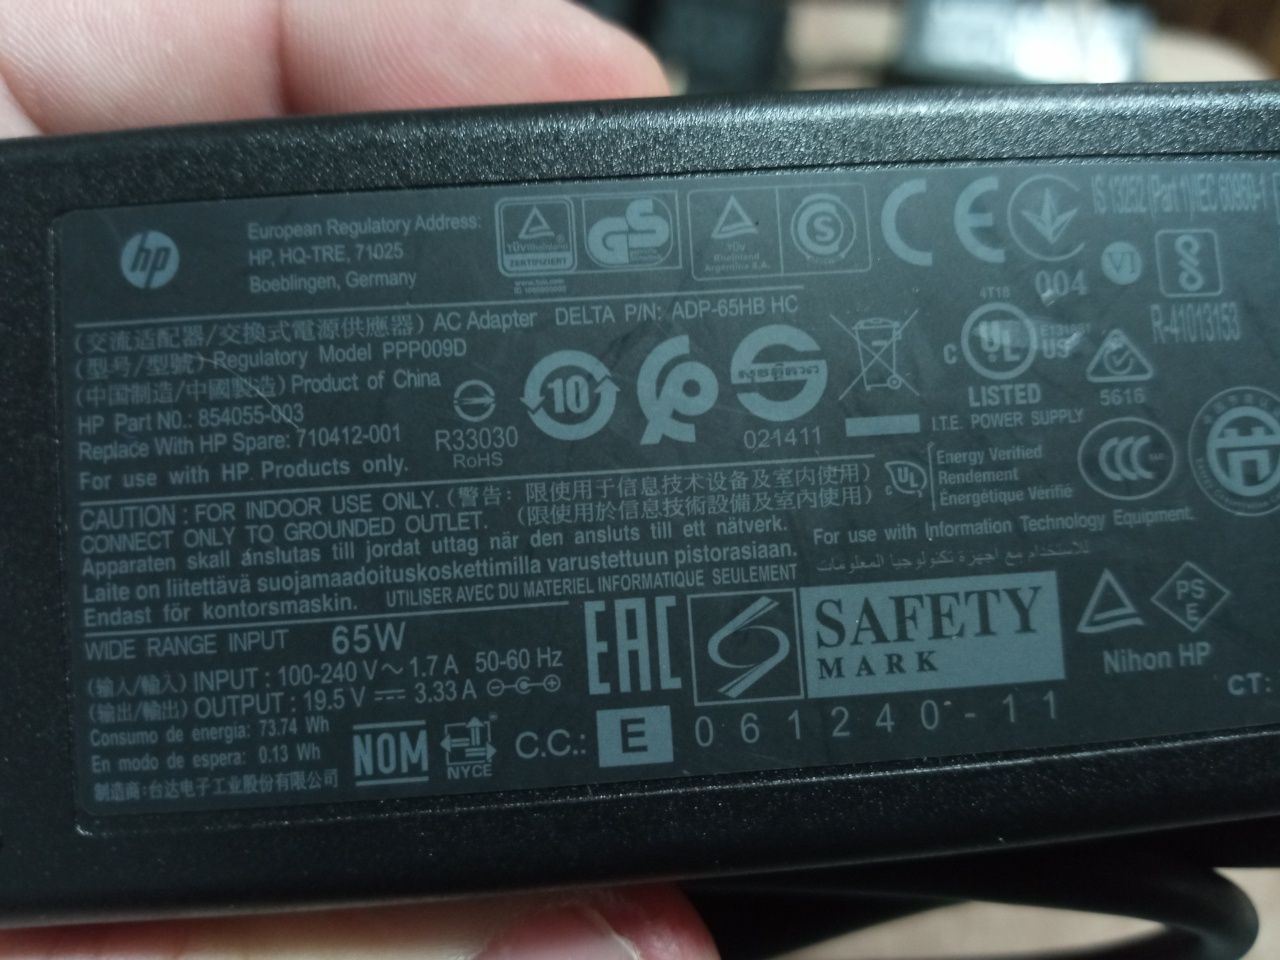 hp
European Regulatory Address:
HP, HQ-TRE, 71025
Boeblingen, Germany
TÜVRheinland
ZERTIFIZIERT
GS
TÜV
Rheinland
Argentina S.A.
S
CE
004
VI
IS 13252 (Part 1)/IEC 60950-1
R-41013153
(交流适配器/交換式電源供應器) AC Adapter DELTA P/N: ADP-65HB HC
(型号/型號) Regulatory Model PPP009D
(中国制造/中國製造) Product of China
HP Part NO.: 854055-003
Replace With HP Spare: 710412-001
For use with HP Products only.
R33030
RoHS
10
021411
4T18
C UL US
LISTED
I.T.E. POWER SUPPLY
5616
UL
Energy Verified
Rendement
Énergétique Vérifié
CCC
CAUTION : FOR INDOOR USE ONLY. (警告: 限使用于信息技术设备及室内使用)
CONNECT ONLY TO GROUNDED OUTLET. (限使用於信息技術設備及室內使用)
Apparaten skall anslutas till jordat uttag när den ansluts till ett nätverk.
Laite on liitettävä suojamaadoituskoskettimilla varustettuun pistorasiaan.
Endast för kontorsmaskin. UTILISER AVEC DU MATERIEL INFORMATIQUE SEULEMENT
For use with Information Technology Equipment.
للاستخدام مع اجهزة تكنولوجيا المعلومات
WIDE RANGE INPUT 65W
(输入/輸入) INPUT : 100-240 V~ 1.7 A 50-60 Hz
(输出/輸出) OUTPUT : 19.5 V⎓ 3.33 A
Consumo de energia: 73.74 Wh
En modo de espera: 0.13 Wh
制造商:台达电子工业股份有限公司
NOM
NYCE
C.C.: E
EAC
SAFETY
MARK
061240-11
PS
E
Nihon HP
CT: